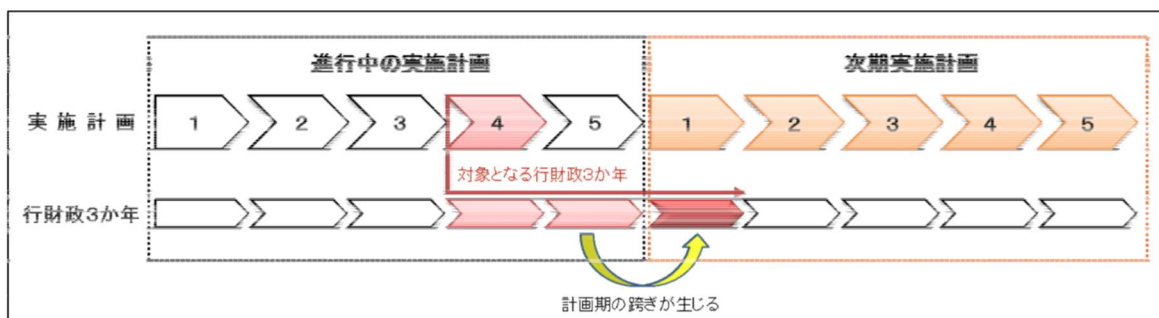 進行中の実施計画 次期実施計画
実施計画 1 2 3 4 5 1 2 3 4 5
対象となる行財政3か年
行財政3か年
計画期の跨ぎが生じる